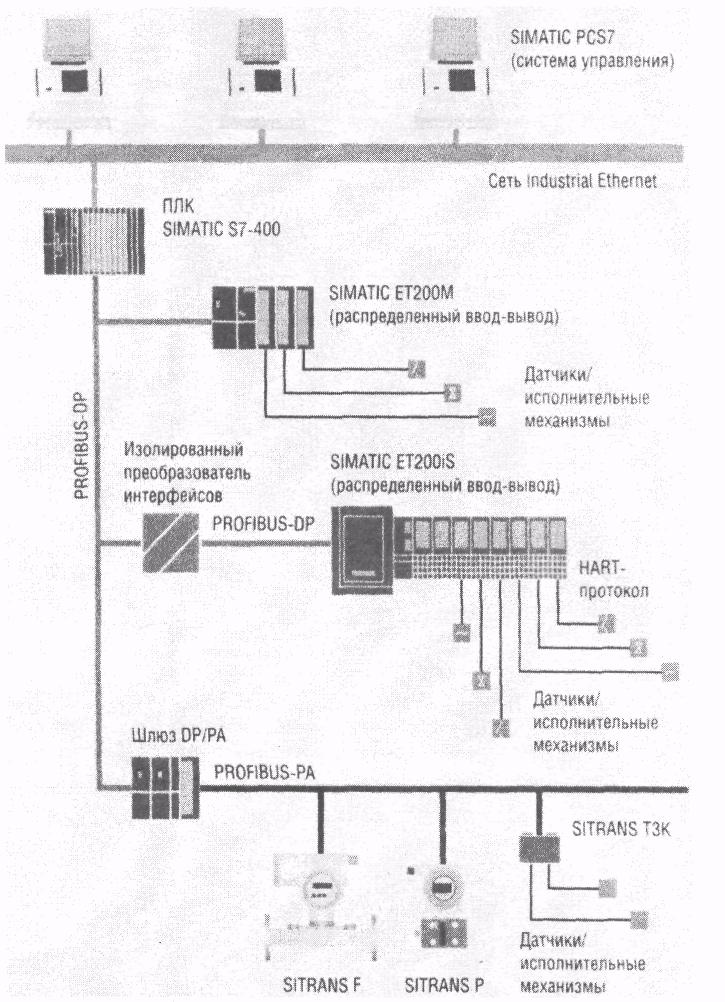 SIMATIC PCS7
(система управления)
Сеть Industrial Ethernet
ПЛК
SIMATIC S7-400
SIMATIC ET200M
(распределенный ввод-вывод)
Датчики/
исполнительные
механизмы
PROFIBUS-DP
Изолированный
преобразователь
интерфейсов
SIMATIC ET200iS
(распределенный ввод-вывод)
PROFIBUS-DP
HART-
протокол
Датчики/
исполнительные
механизмы
Шлюз DP/PA
PROFIBUS-PA
SITRANS T3K
Датчики/
исполнительные
механизмы
SITRANS F
SITRANS P